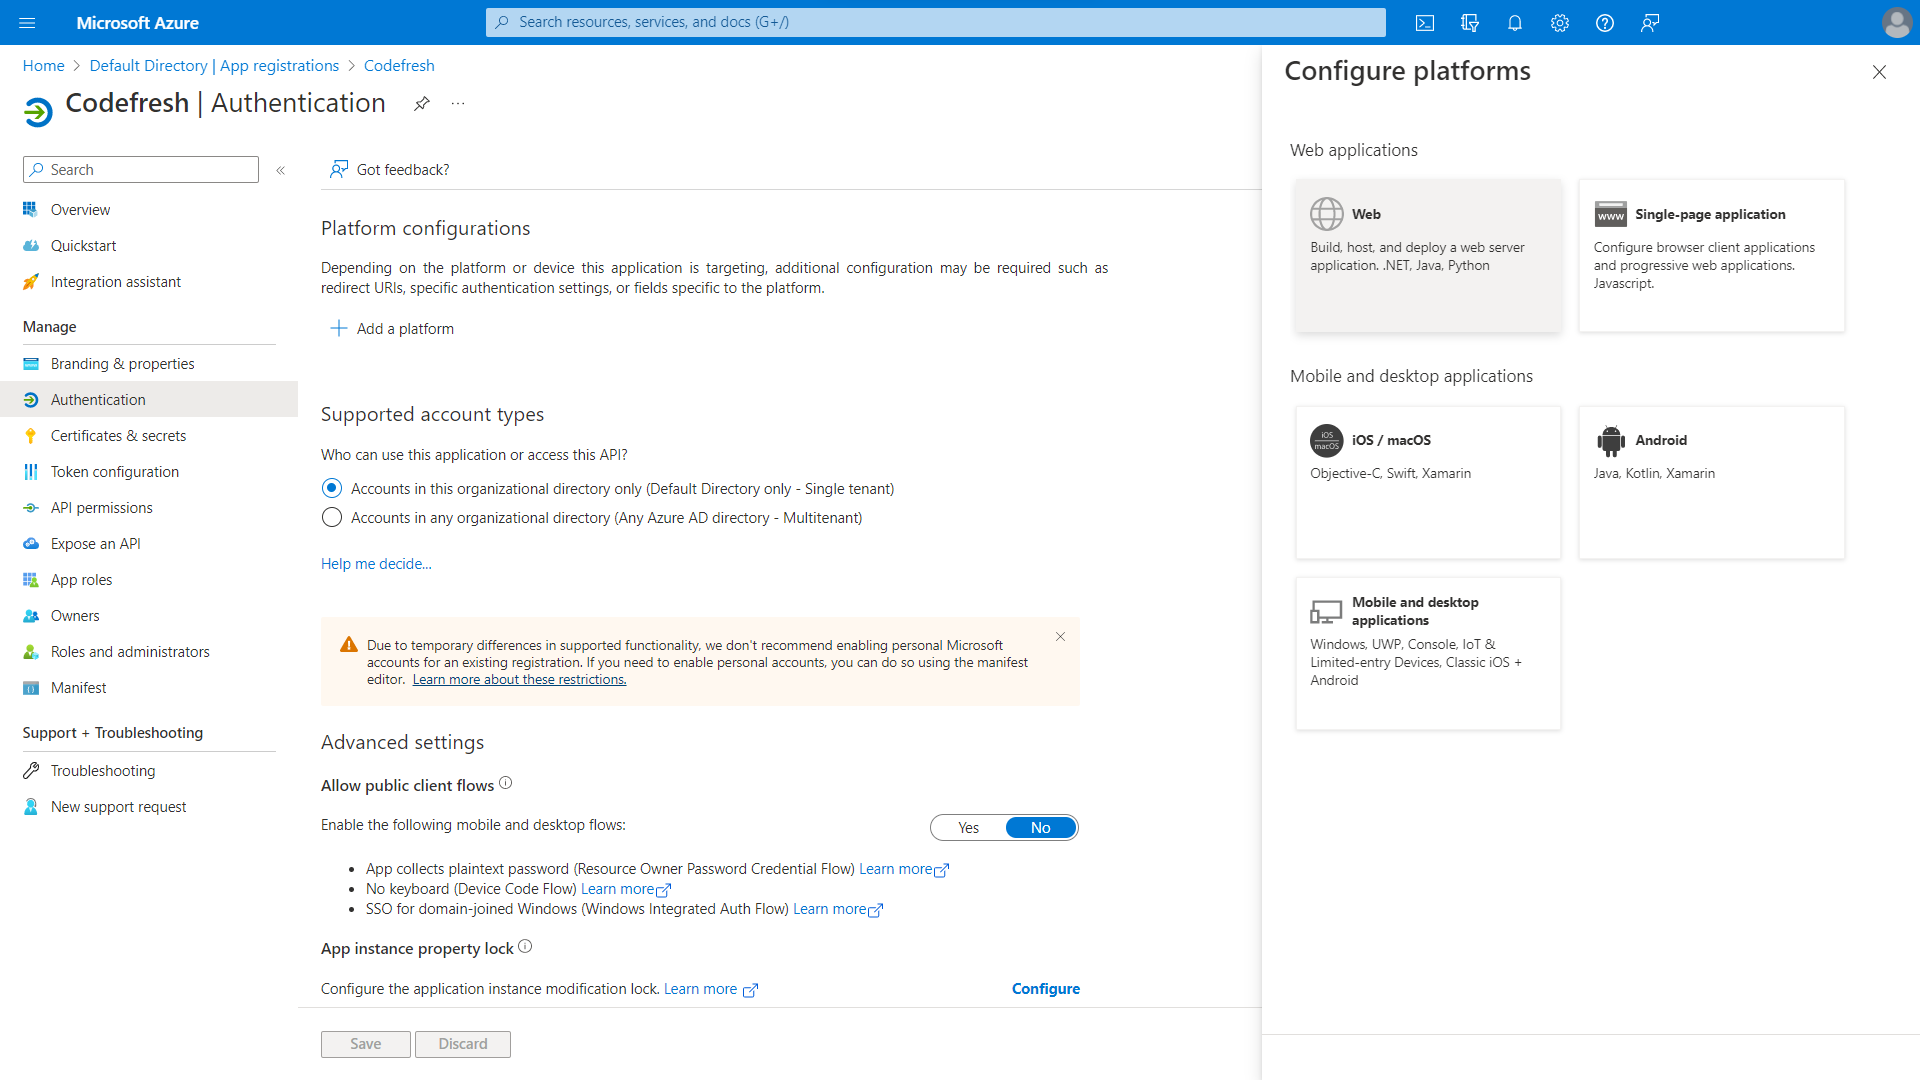 Microsoft Azure
Search resources, services, and docs (G+/)
Home > Default Directory | App registrations > Codefresh
Codefresh | Authentication
Search
Overview
Quickstart
Integration assistant
Manage
Branding & properties
Authentication
Certificates & secrets
Token configuration
API permissions
Expose an API
App roles
Owners
Roles and administrators
Manifest
Support + Troubleshooting
Troubleshooting
New support request
Got feedback?
Platform configurations
Depending on the platform or device this application is targeting, additional configuration may be required such as
redirect URIs, specific authentication settings, or fields specific to the platform.
Add a platform
Supported account types
Who can use this application or access this API?
Accounts in this organizational directory only (Default Directory only - Single tenant)
Accounts in any organizational directory (Any Azure AD directory - Multitenant)
Help me decide...
Due to temporary differences in supported functionality, we don't recommend enabling personal Microsoft
accounts for an existing registration. If you need to enable personal accounts, you can do so using the manifest
editor. Learn more about these restrictions.
Advanced settings
Allow public client flows
Enable the following mobile and desktop flows:
Yes No
• App collects plaintext password (Resource Owner Password Credential Flow) Learn more
• No keyboard (Device Code Flow) Learn more
• SSO for domain-joined Windows (Windows Integrated Auth Flow) Learn more
App instance property lock
Configure the application instance modification lock. Learn more
Configure
Save
Discard
Configure platforms
Web applications
Web
Build, host, and deploy a web server
application. .NET, Java, Python
www
Single-page application
Configure browser client applications
and progressive web applications.
Javascript.
Mobile and desktop applications
iOS
macOS
iOS / macOS
Objective-C, Swift, Xamarin
Android
Java, Kotlin, Xamarin
Mobile and desktop
applications
Windows, UWP, Console, IoT &
Limited-entry Devices, Classic iOS +
Android